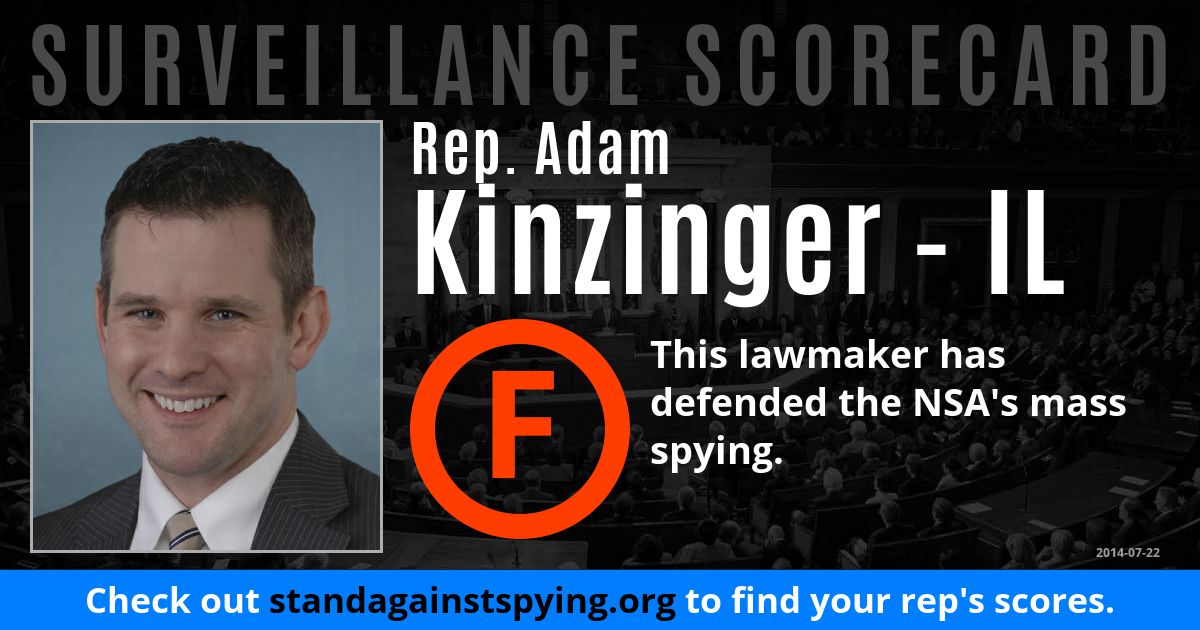 SURVEILLANCE SCORECARD
Rep. Adam
Kinzinger - IL
F
This lawmaker has
defended the NSA's mass
spying.
2014-07-22
Check out standagainstspying.org to find your rep's scores.